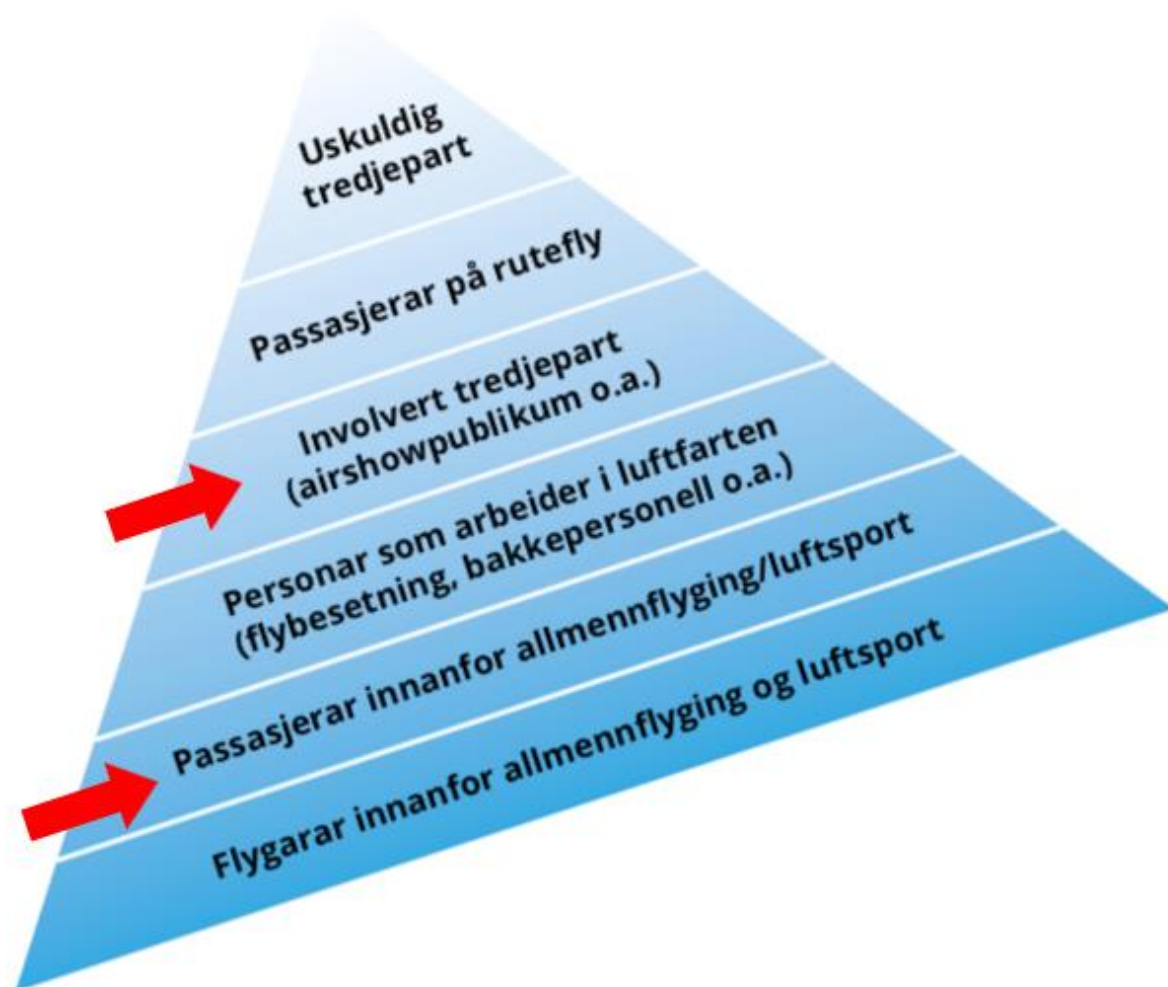 Uskuldig
tredjepart
Passasjerar på rutefly
Involvert tredjepart
(airshowpublikum o.a.)
Personar som arbeider i luftfarten
(flybesetning, bakkepersonell o.a.)
Passasjerar innanfor allmennflyging/luftsport
Flygarar innanfor allmennflyging og luftsport